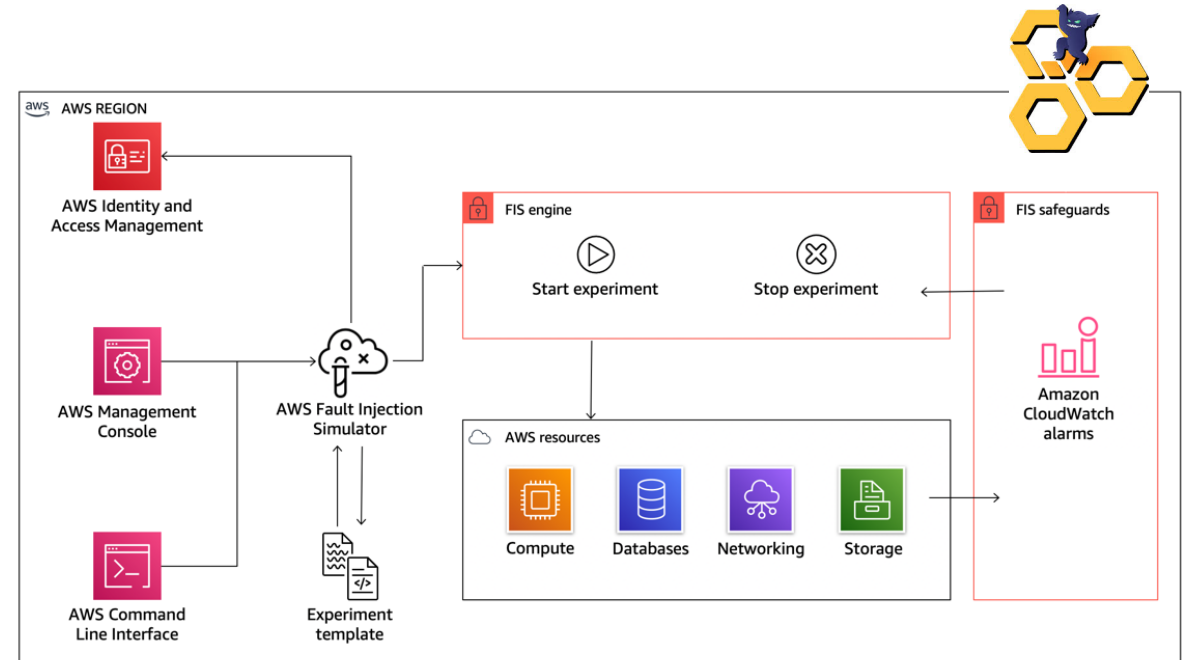 aws
AWS REGION
AWS Identity and
Access Management
FIS engine
FIS safeguards
Start experiment
Stop experiment
AWS Management
Console
AWS Fault Injection
Simulator
Amazon
CloudWatch
alarms
AWS resources
Compute
Databases
Networking
Storage
</>
AWS Command
Line Interface
Experiment
template